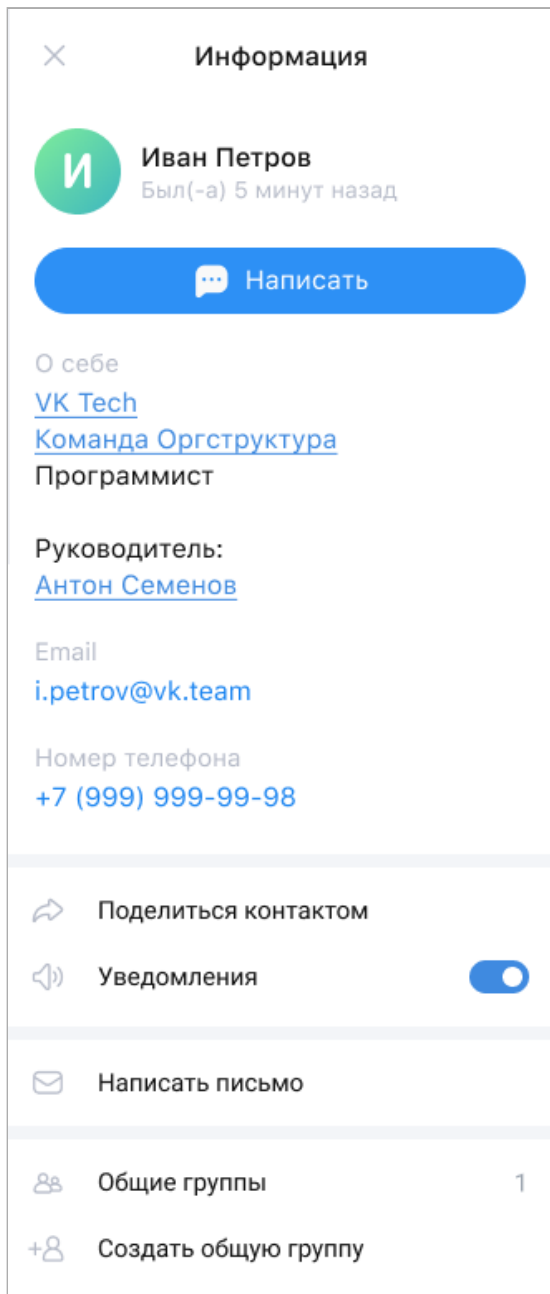 Информация
И
Иван Петров
Был(-а) 5 минут назад
Написать
О себе
VK Tech
Команда Оргструктура
Программист
Руководитель:
Антон Семенов
Email
i.petrov@vk.team
Номер телефона
+7 (999) 999-99-98
Поделиться контактом
Уведомления
Написать письмо
Общие группы 1
Создать общую группу